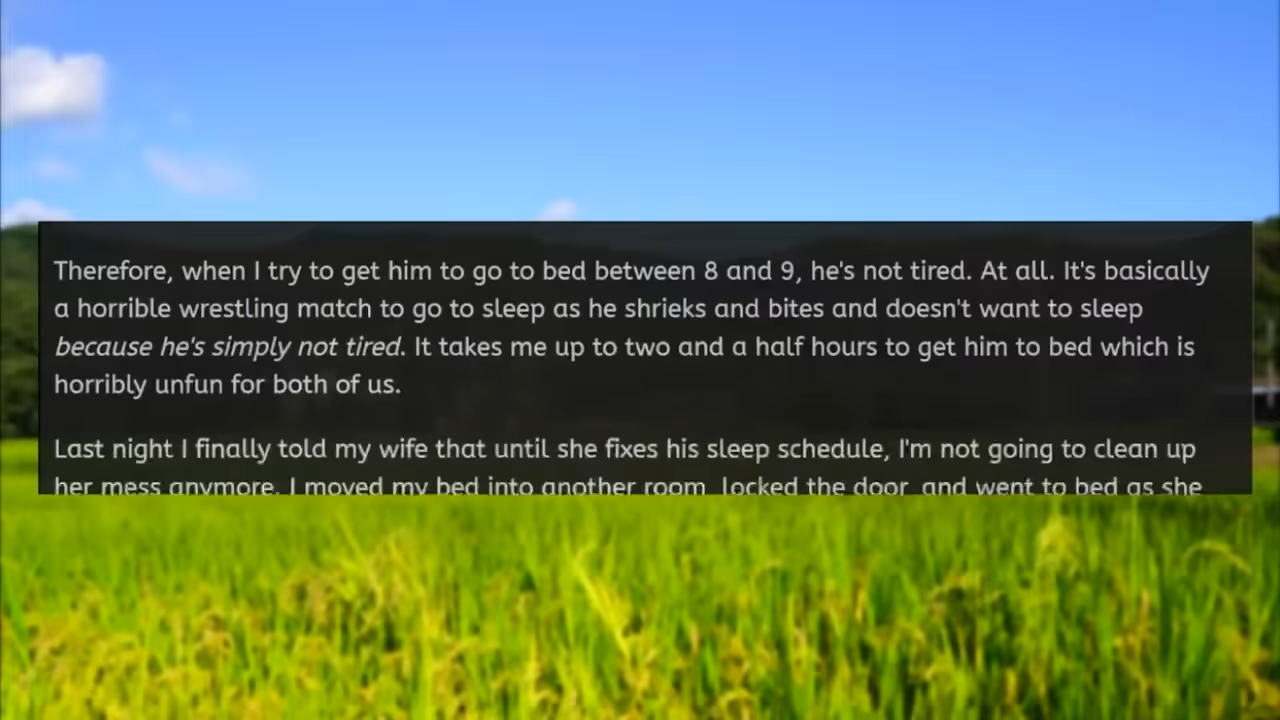 Therefore, when I try to get him to go to bed between 8 and 9, he's not tired. At all. It's basically
a horrible wrestling match to go to sleep as he shrieks and bites and doesn't want to sleep
because he's simply not tired. It takes me up to two and a half hours to get him to bed which is
horribly unfun for both of us.
Last night I finally told my wife that until she fixes his sleep schedule, I'm not going to clean up
her mess anymore. I moved my bed into another room, locked the door, and went to bed as she